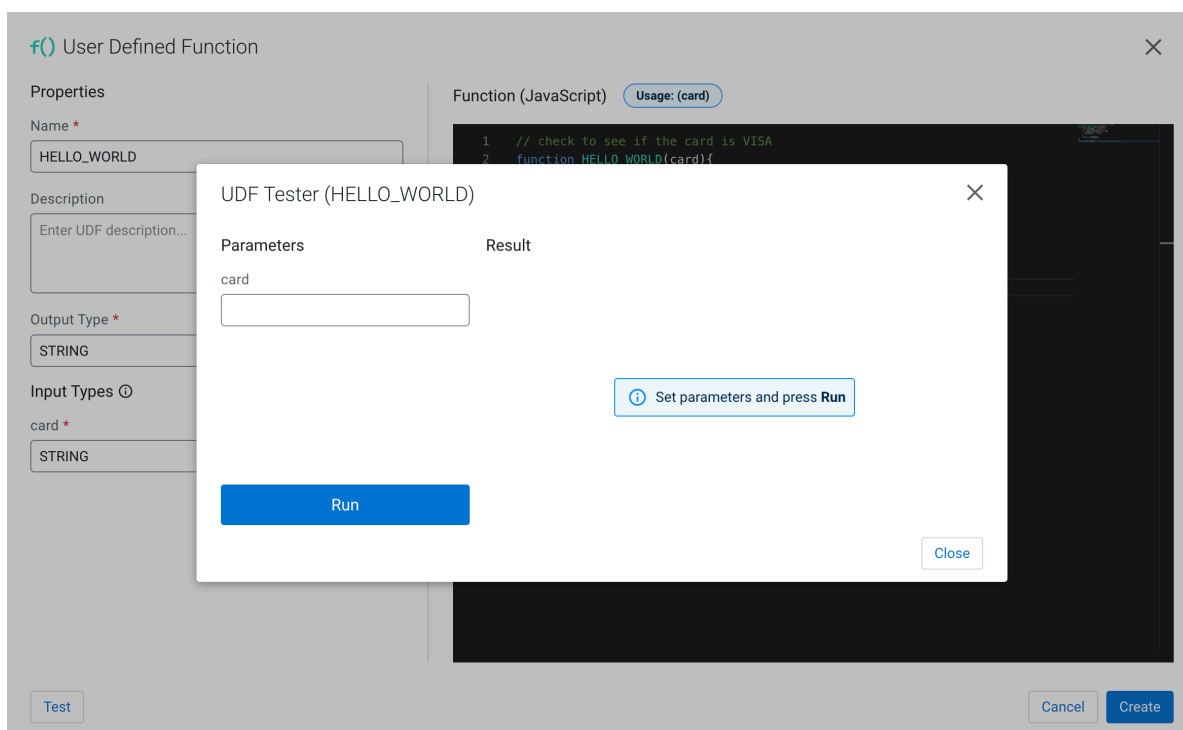 f() User Defined Function
Properties
Name *
HELLO_WORLD
Description
Enter UDF description...
Output Type *
STRING
Input Types
card *
STRING
Function (JavaScript)
Usage: (card)
1 // check to see if the card is VISA
2 function HELLO_WORLD(card){
UDF Tester (HELLO_WORLD)
Parameters
Result
card
Set parameters and press Run
Run
Close
Test
Cancel
Create